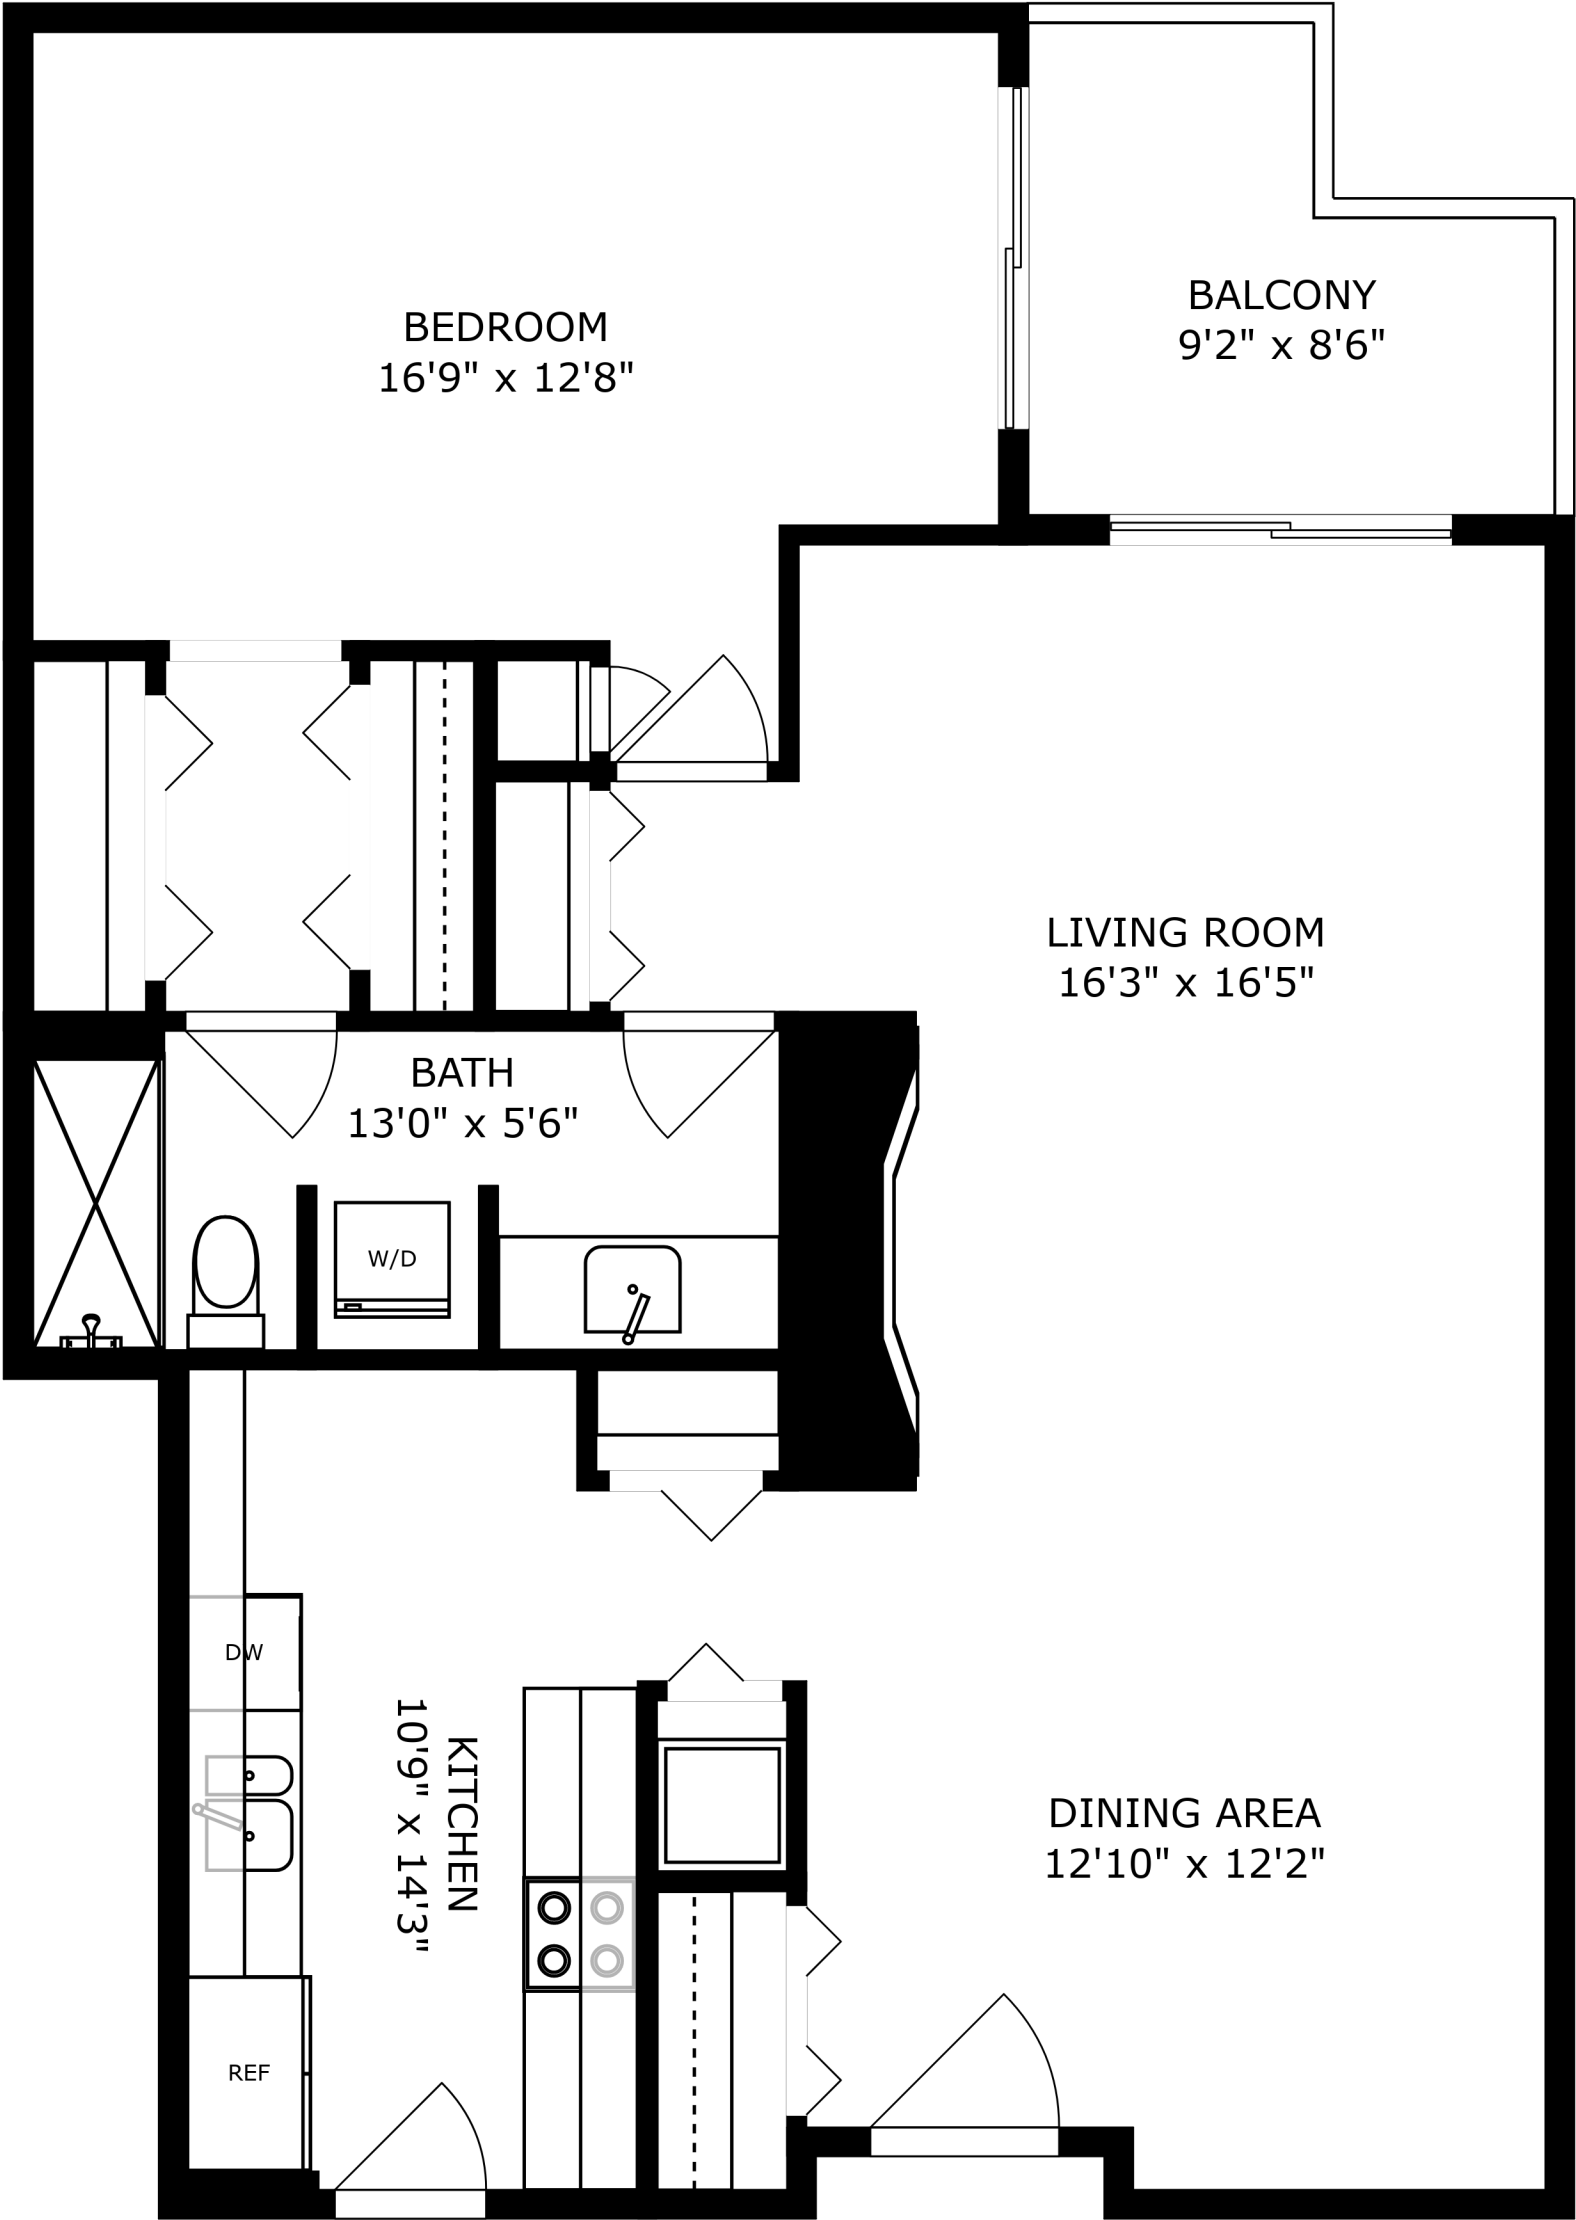 BALCONY
9'2" x 8'6"
BEDROOM
16'9" x 12'8"
LIVING ROOM
16'3" x 16'5"
BATH
13'0" x 5'6"
W/D
DW
KITCHEN
10'9" x 14'3"
DINING AREA
12'10" x 12'2"
REF